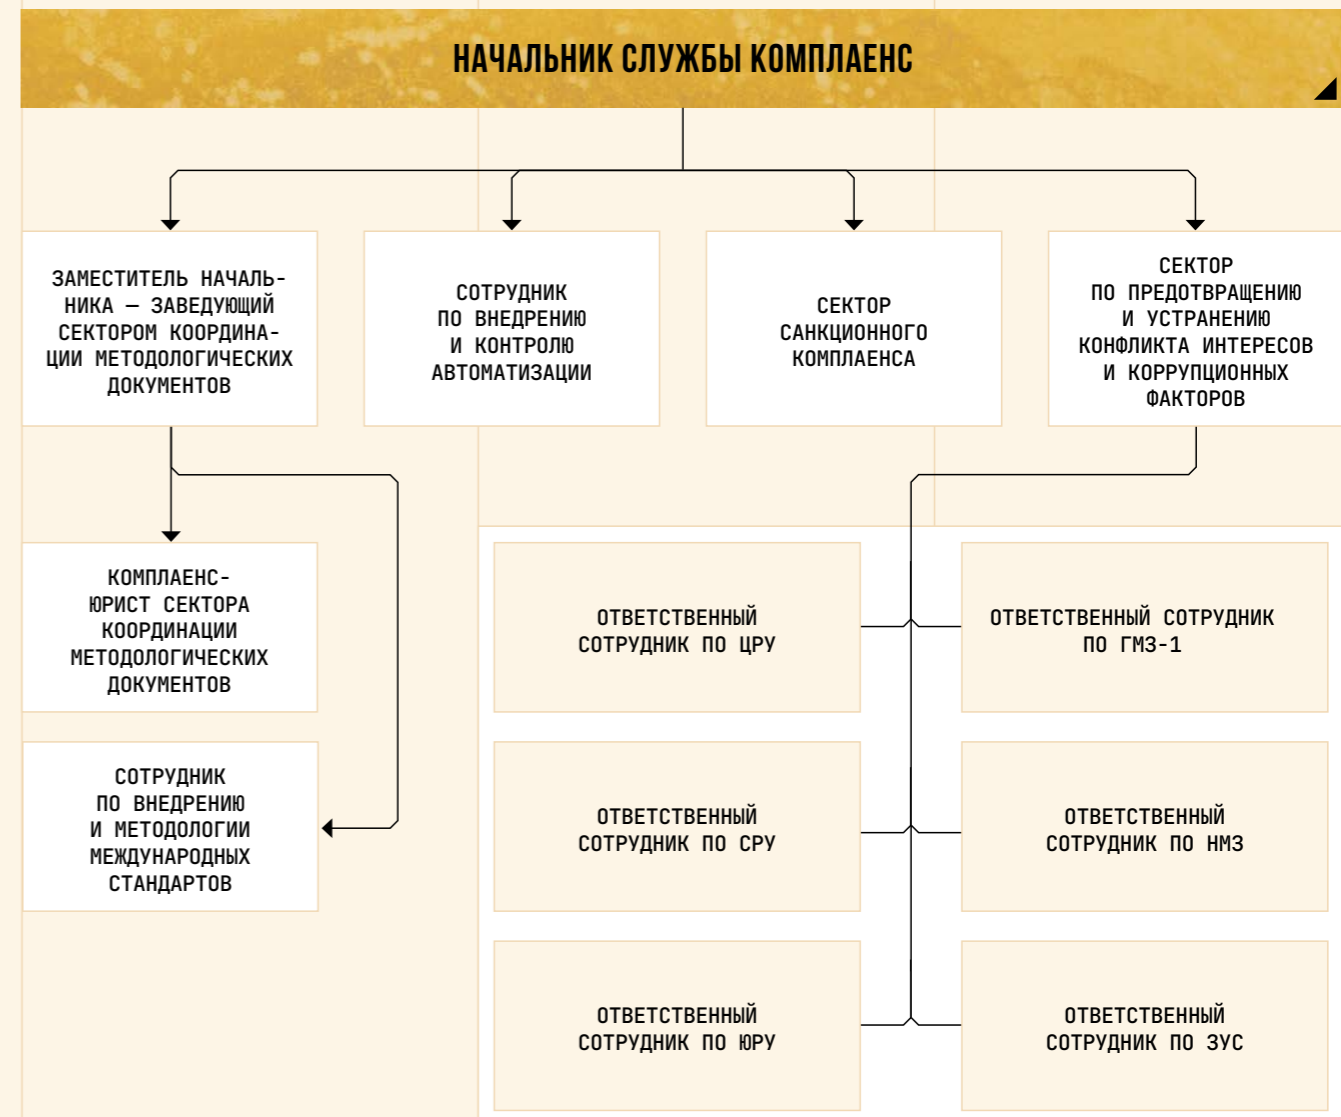 НАЧАЛЬНИК СЛУЖБЫ КОМПЛАЕНС
ЗАМЕСТИТЕЛЬ НАЧАЛЬ-
НИКА — ЗАВЕДУЮЩИЙ
СЕКТОРОМ КООРДИНА-
ЦИИ МЕТОДОЛОГИЧЕСКИХ
ДОКУМЕНТОВ
СОТРУДНИК
ПО ВНЕДРЕНИЮ
И КОНТРОЛЮ
АВТОМАТИЗАЦИИ
СЕКТОР
САНКЦИОННОГО
КОМПЛАЕНСА
СЕКТОР
ПО ПРЕДОТВРАЩЕНИЮ
И УСТРАНЕНИЮ
КОНФЛИКТА ИНТЕРЕСОВ
И КОРРУПЦИОННЫХ
ФАКТОРОВ
КОМПЛАЕНС-
ЮРИСТ СЕКТОРА
КООРДИНАЦИИ
МЕТОДОЛОГИЧЕСКИХ
ДОКУМЕНТОВ
СОТРУДНИК
ПО ВНЕДРЕНИЮ
И МЕТОДОЛОГИИ
МЕЖДУНАРОДНЫХ
СТАНДАРТОВ
ОТВЕТСТВЕННЫЙ
СОТРУДНИК ПО ЦРУ
ОТВЕТСТВЕННЫЙ СОТРУДНИК
ПО ГМЗ-1
ОТВЕТСТВЕННЫЙ
СОТРУДНИК ПО СРУ
ОТВЕТСТВЕННЫЙ
СОТРУДНИК ПО НМЗ
ОТВЕТСТВЕННЫЙ
СОТРУДНИК ПО ЮРУ
ОТВЕТСТВЕННЫЙ
СОТРУДНИК ПО ЗУС